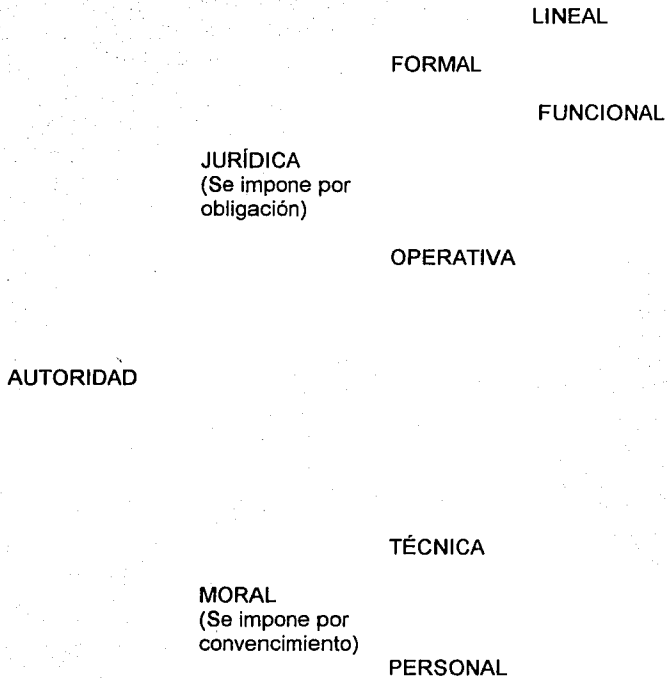 LINEAL
FORMAL
FUNCIONAL
JURÍDICA
(Se impone por
obligación)
OPERATIVA
AUTORIDAD
TÉCNICA
MORAL
(Se impone por
convencimiento)
PERSONAL